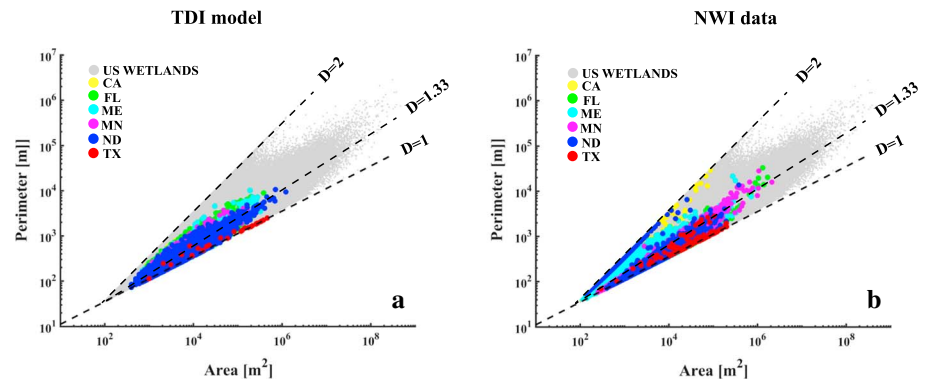 TDI model
NWI data
10^7
10^6
10^5
10^4
10^3
10^2
10^1
Perimeter [m]]
US WETLANDS
CA
FL
ME
MN
ND
TX
D=2
D=1.33
D=1
a
10^2
10^4
10^6
10^8
Area [m^2]
10^7
10^6
10^5
10^4
10^3
10^2
10^1
Perimeter [m]]
US WETLANDS
CA
FL
ME
MN
ND
TX
D=2
D=1.33
D=1
b
10^2
10^4
10^6
10^8
Area [m^2]